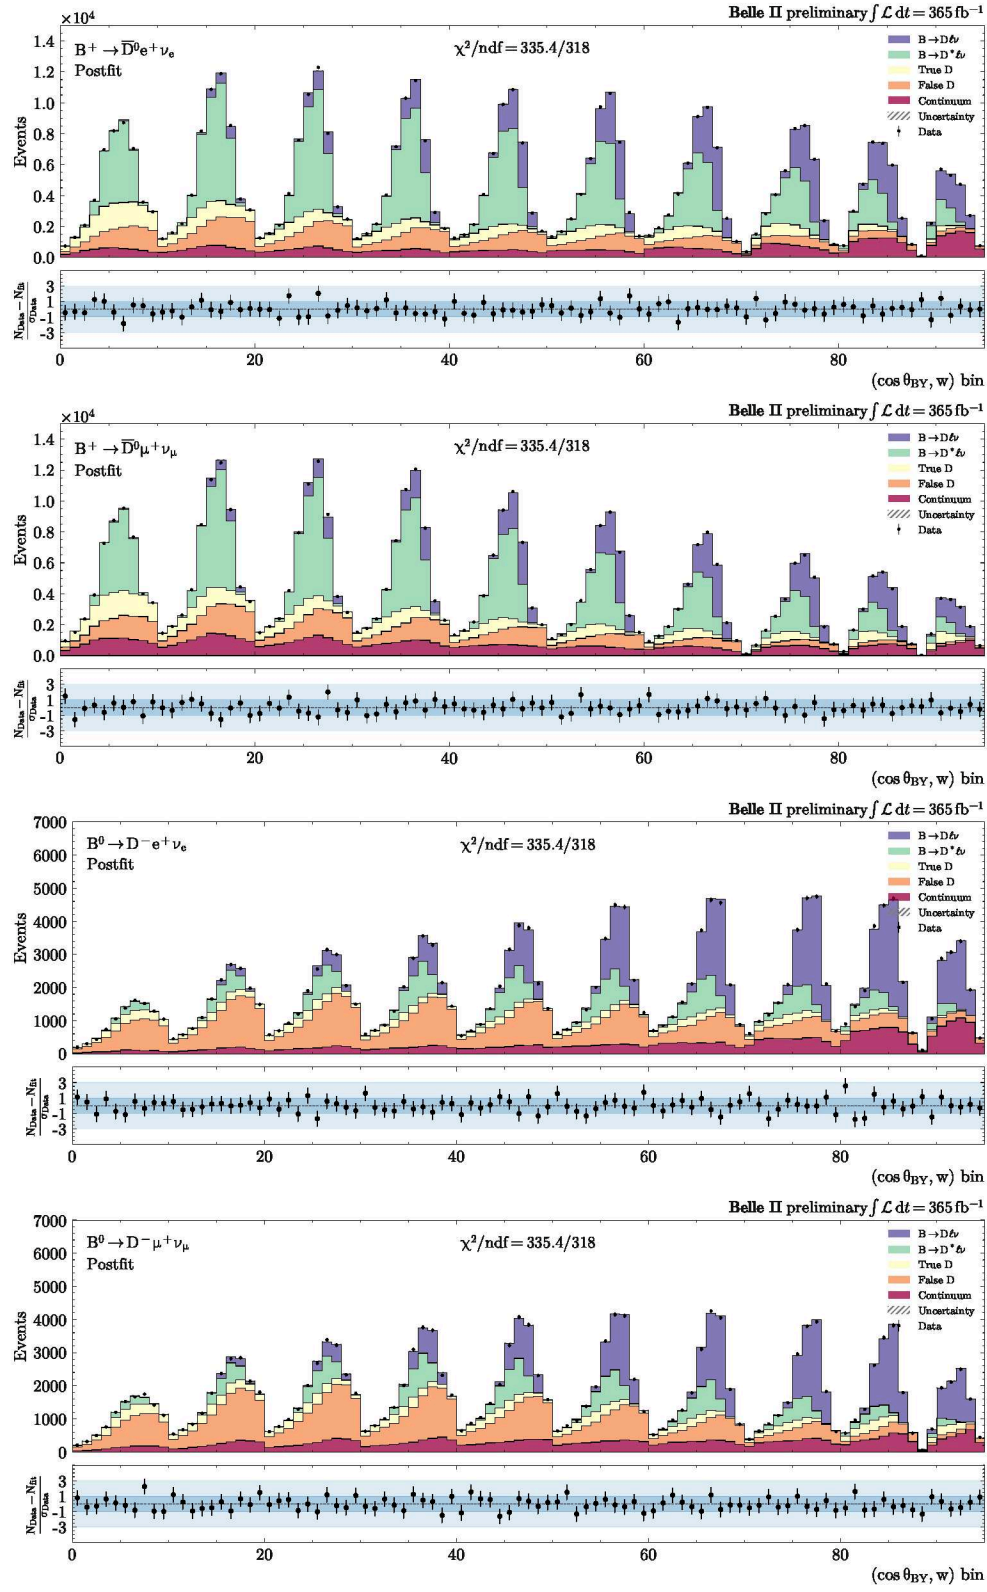 ×10⁴
Belle II preliminary ∫ℒ dt = 365 fb⁻¹
B⁺ → D̅⁰e⁺νₑ
Postfit
χ²/ndf = 335.4/318
B→Dℓν
B→D*ℓν
True D
False D
Continuum
Uncertainty
Data
Events
1.4
1.2
1.0
0.8
0.6
0.4
0.2
0.0
N_Data − N_fit
σ_Data
3
1
−1
−3
0 20 40 60 80
(cos θ_BY, w) bin
×10⁴
Belle II preliminary ∫ℒ dt = 365 fb⁻¹
B⁺ → D̅⁰μ⁺ν_μ
Postfit
χ²/ndf = 335.4/318
B→Dℓν
B→D*ℓν
True D
False D
Continuum
Uncertainty
Data
Events
1.4
1.2
1.0
0.8
0.6
0.4
0.2
0.0
N_Data − N_fit
σ_Data
3
1
−1
−3
0 20 40 60 80
(cos θ_BY, w) bin
Belle II preliminary ∫ℒ dt = 365 fb⁻¹
B⁰ → D⁻e⁺νₑ
Postfit
χ²/ndf = 335.4/318
B→Dℓν
B→D*ℓν
True D
False D
Continuum
Uncertainty
Data
Events
7000
6000
5000
4000
3000
2000
1000
0
N_Data − N_fit
σ_Data
3
1
−1
−3
0 20 40 60 80
(cos θ_BY, w) bin
Belle II preliminary ∫ℒ dt = 365 fb⁻¹
B⁰ → D⁻μ⁺ν_μ
Postfit
χ²/ndf = 335.4/318
B→Dℓν
B→D*ℓν
True D
False D
Continuum
Uncertainty
Data
Events
7000
6000
5000
4000
3000
2000
1000
0
N_Data − N_fit
σ_Data
3
1
−1
−3
0 20 40 60 80
(cos θ_BY, w) bin